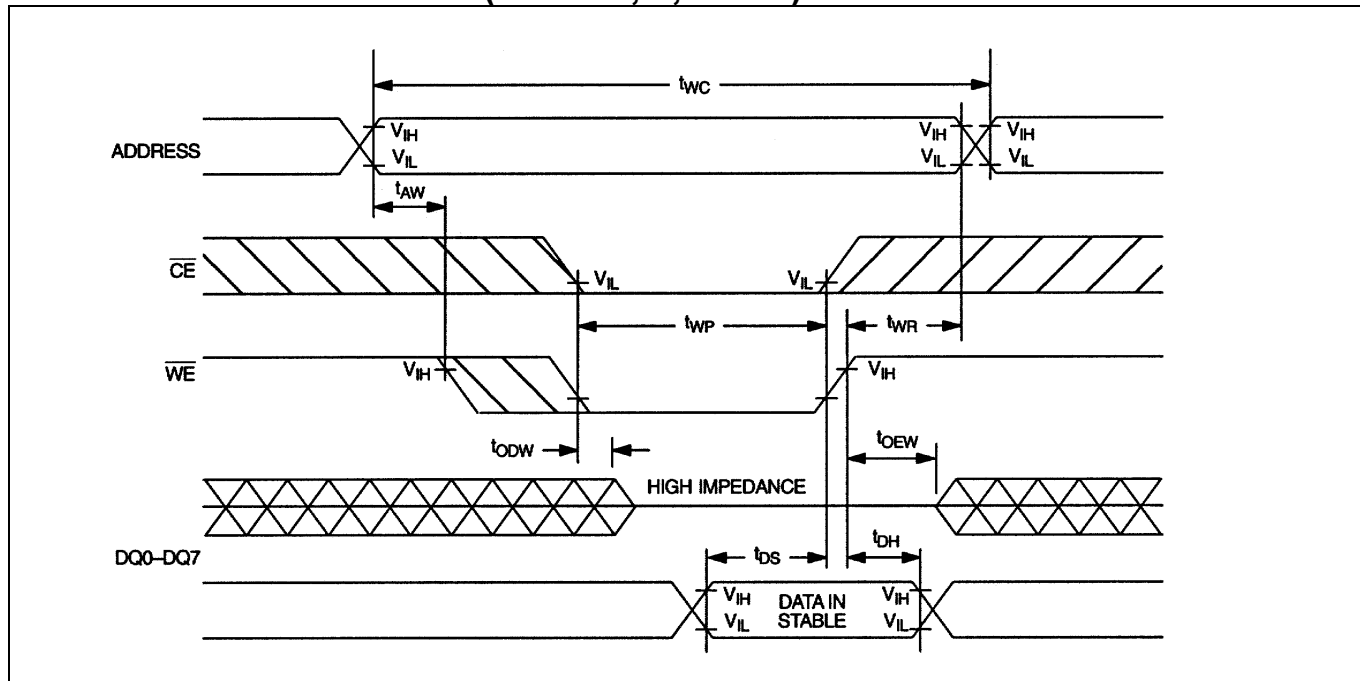 tWC
VIH
VIH
VIH
ADDRESS
VIL
VIL
VIL
tAW
CE
VIL
VIL
tWP
tWR
WE
VIH
VIH
tODW
tOEW
HIGH IMPEDANCE
DQ0–DQ7
tDS
tDH
VIH
DATA IN
STABLE
VIH
VIL
VIL